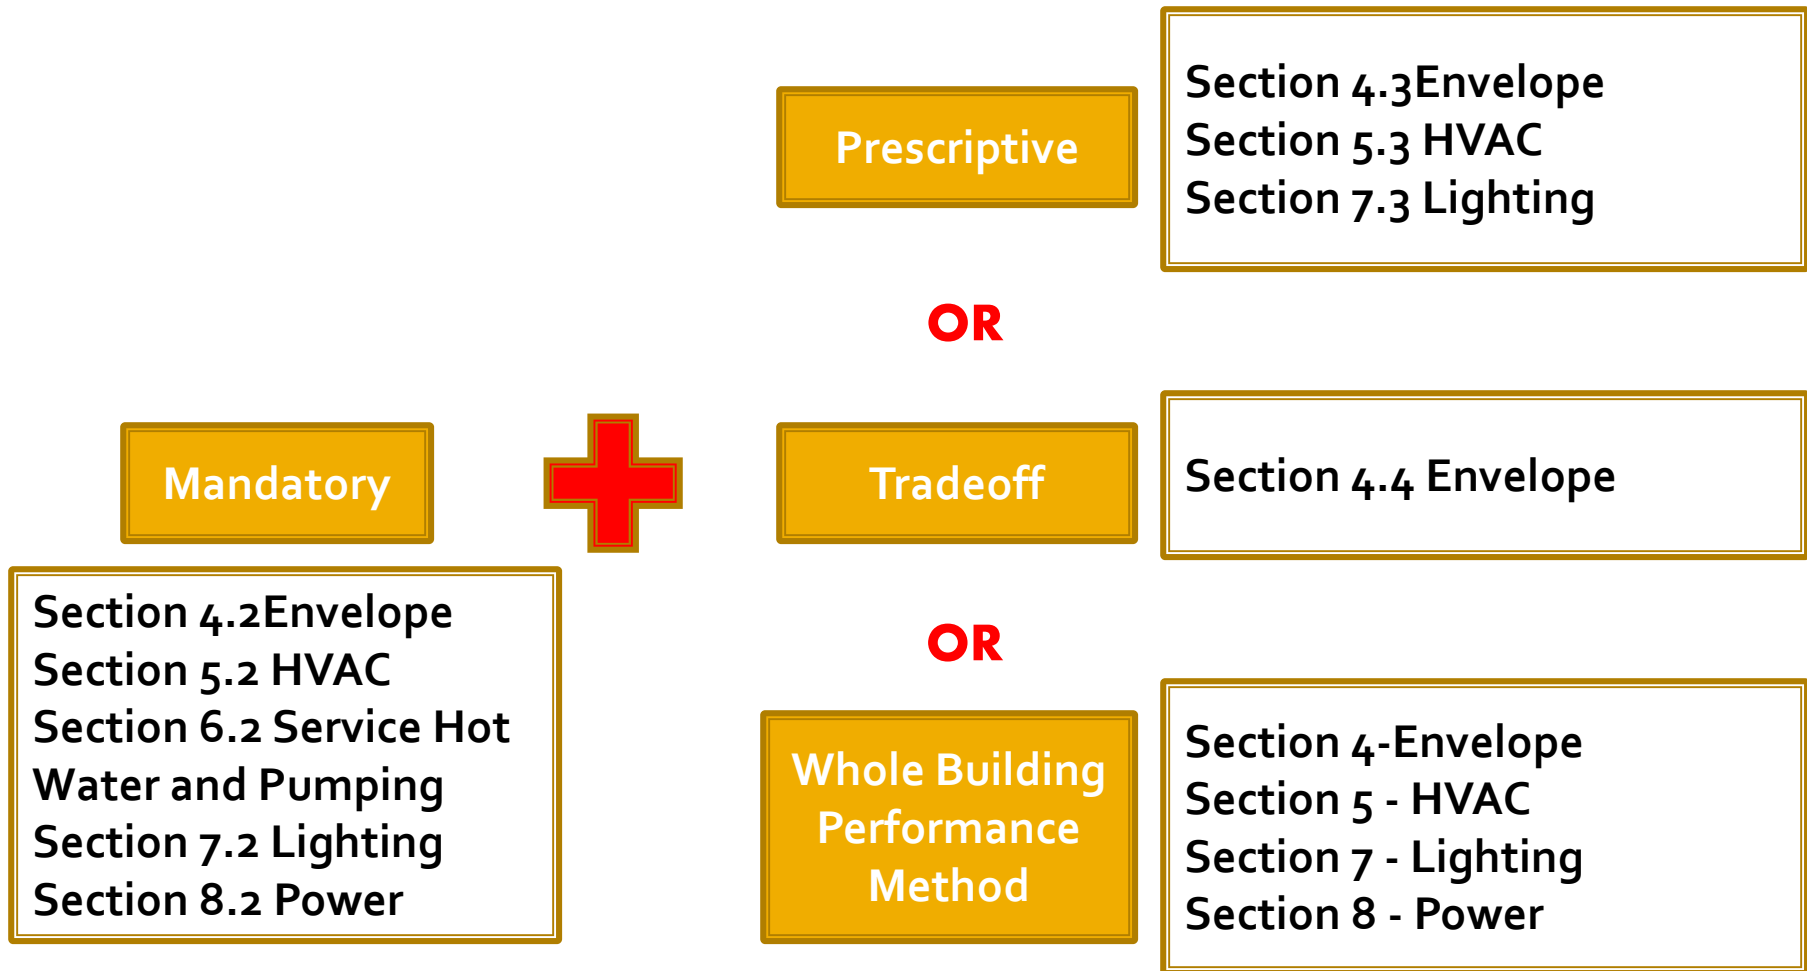 Prescriptive
Section 4.3Envelope
Section 5.3 HVAC
Section 7.3 Lighting
OR
Mandatory
Tradeoff
Section 4.4 Envelope
Section 4.2Envelope
Section 5.2 HVAC
Section 6.2 Service Hot
Water and Pumping
Section 7.2 Lighting
Section 8.2 Power
OR
Whole Building
Performance
Method
Section 4-Envelope
Section 5 - HVAC
Section 7 - Lighting
Section 8 - Power